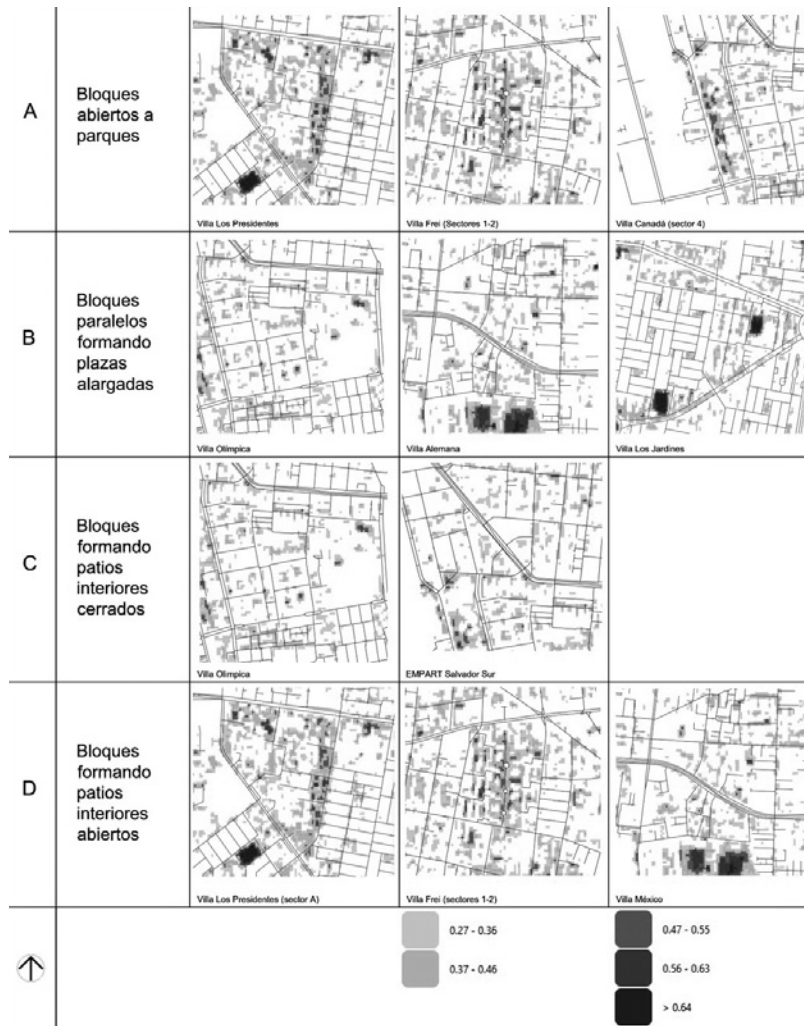 A
Bloques
abiertos a
parques
Villa Los Presidentes
Villa Frei (Sectores 1-2)
Villa Canadá (sector 4)
B
Bloques
paralelos
formando
plazas
alargadas
Villa Olímpica
Villa Alemana
Villa Los Jardines
C
Bloques
formando
patios
interiores
cerrados
Villa Olimpica
EMPART Salvador Sur
D
Bloques
formando
patios
interiores
abiertos
Villa Los Presidentes (sector A)
Villa Frei (sectores 1-2)
Villa México
0.27 - 0.36
0.47 - 0.55
0.37 - 0.46
0.56 - 0.63
> 0.64